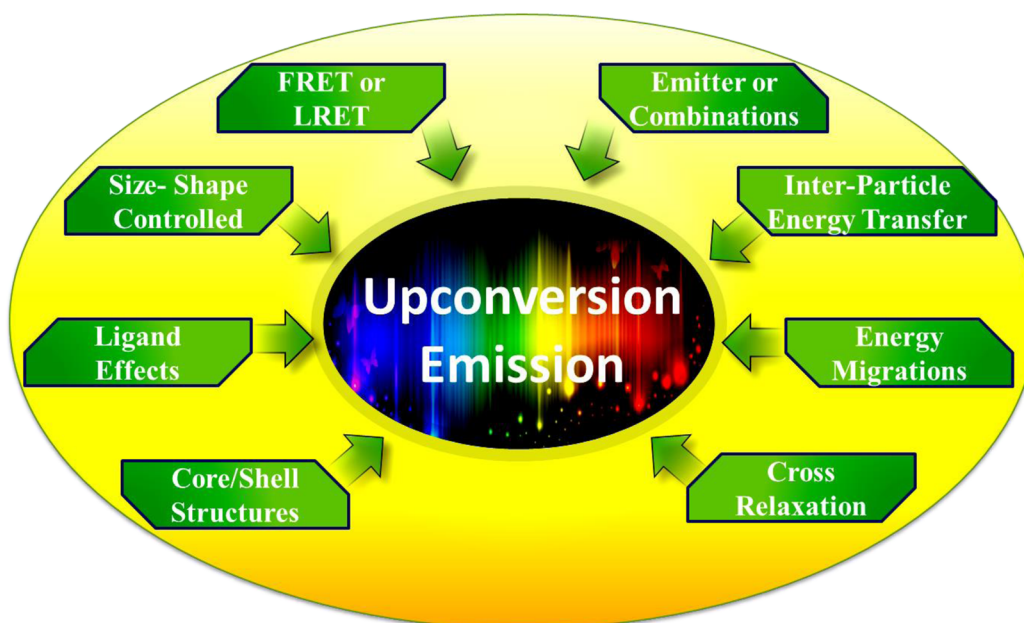 FRET or
LRET
Emitter or
Combinations
Size- Shape
Controlled
Inter-Particle
Energy Transfer
Upconversion
Emission
Ligand
Effects
Energy
Migrations
Core/Shell
Structures
Cross
Relaxation